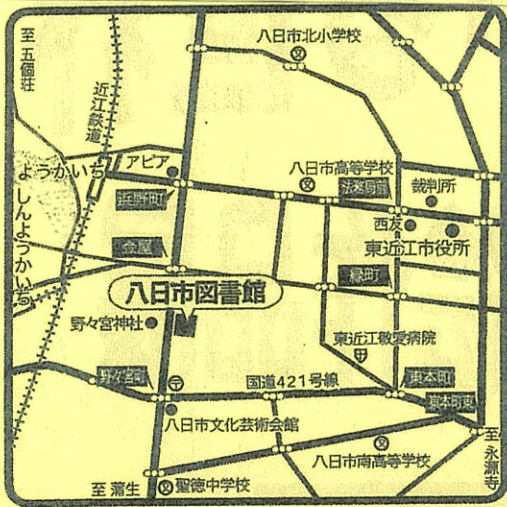 至五個荘
八日市北小学校
近江鉄道
アピア
ようかいち
八日市高等学校
法務局前
裁判所
浜野町
西友
東近江市役所
しんようかいち
金屋
緑町
八日市図書館
野々宮神社
東近江敬愛病院
野々宮町
国道421号線
東本町
東本町東
八日市文化芸術会館
八日市南高等学校
至永源寺
至蒲生
聖徳中学校